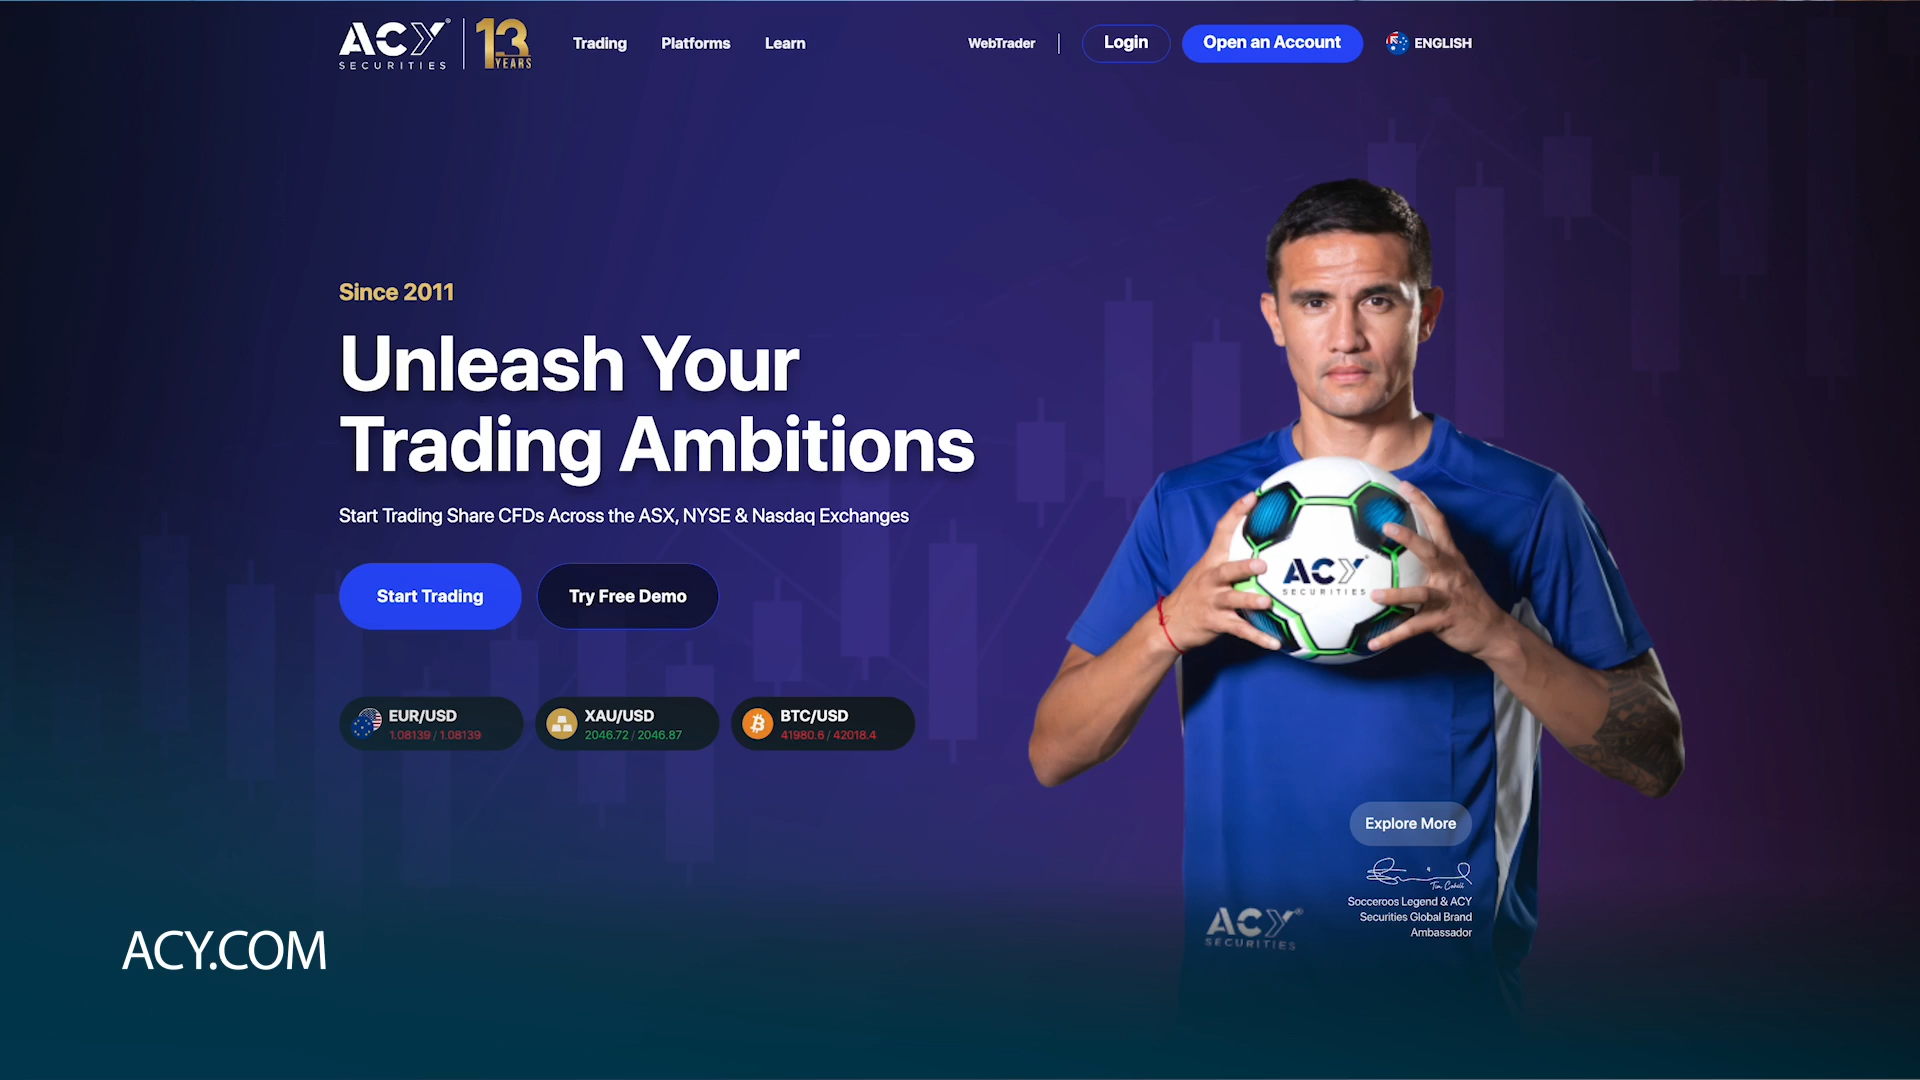 ACY
SECURITIES
13
YEARS
Trading
Platforms
Learn
WebTrader
Login
Open an Account
ENGLISH
Since 2011
Unleash Your
Trading Ambitions
Start Trading Share CFDs Across the ASX, NYSE & Nasdaq Exchanges
Start Trading
Try Free Demo
EUR/USD
1.08139 / 1.08139
XAU/USD
2046.72 / 2046.87
BTC/USD
41980.6 / 42018.4
ACY
SECURITIES
Explore More
Tim Cahill
Socceroos Legend & ACY
Securities Global Brand
Ambassador
ACY
SECURITIES
ACY.COM